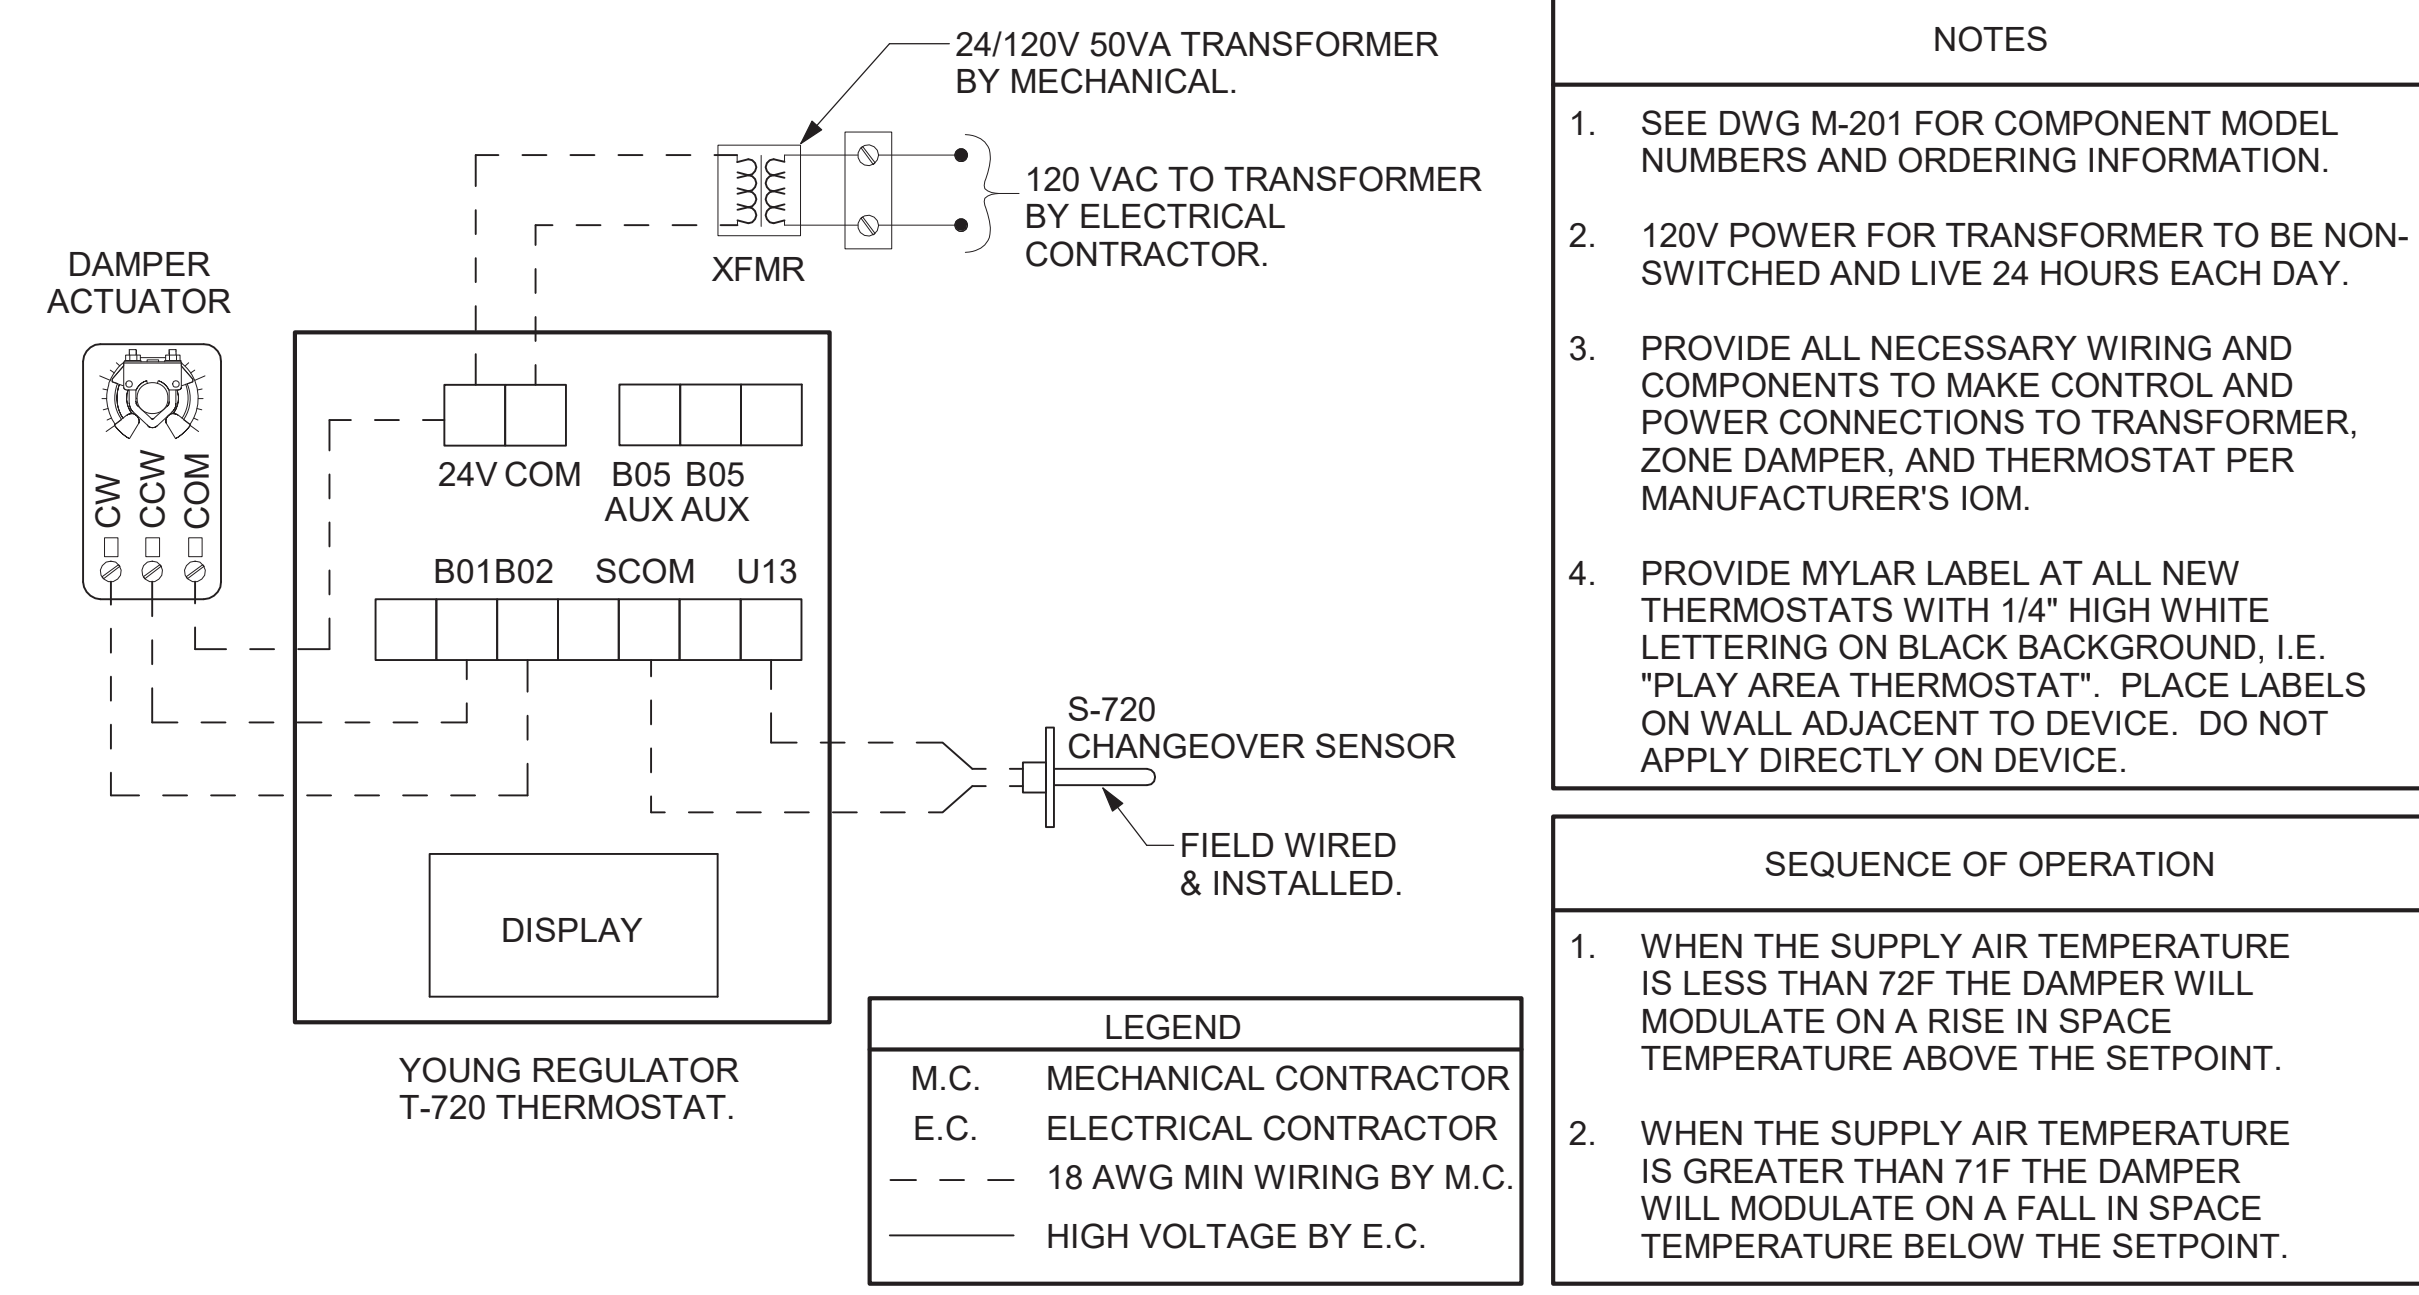 24/120V 50VA TRANSFORMER
BY MECHANICAL.
120 VAC TO TRANSFORMER
BY ELECTRICAL
CONTRACTOR.
XFMR
DAMPER
ACTUATOR
CW
CCW
COM
24V COM
B05 B05
AUX AUX
B01 B02 SCOM U13
S-720
CHANGEOVER SENSOR
FIELD WIRED
& INSTALLED.
DISPLAY
YOUNG REGULATOR
T-720 THERMOSTAT.
LEGEND
M.C. MECHANICAL CONTRACTOR
E.C. ELECTRICAL CONTRACTOR
18 AWG MIN WIRING BY M.C.
HIGH VOLTAGE BY E.C.
NOTES
1. SEE DWG M-201 FOR COMPONENT MODEL
NUMBERS AND ORDERING INFORMATION.
2. 120V POWER FOR TRANSFORMER TO BE NON-
SWITCHED AND LIVE 24 HOURS EACH DAY.
3. PROVIDE ALL NECESSARY WIRING AND
COMPONENTS TO MAKE CONTROL AND
POWER CONNECTIONS TO TRANSFORMER,
ZONE DAMPER, AND THERMOSTAT PER
MANUFACTURER'S IOM.
4. PROVIDE MYLAR LABEL AT ALL NEW
THERMOSTATS WITH 1/4" HIGH WHITE
LETTERING ON BLACK BACKGROUND, I.E.
"PLAY AREA THERMOSTAT". PLACE LABELS
ON WALL ADJACENT TO DEVICE. DO NOT
APPLY DIRECTLY ON DEVICE.
SEQUENCE OF OPERATION
1. WHEN THE SUPPLY AIR TEMPERATURE
IS LESS THAN 72F THE DAMPER WILL
MODULATE ON A RISE IN SPACE
TEMPERATURE ABOVE THE SETPOINT.
2. WHEN THE SUPPLY AIR TEMPERATURE
IS GREATER THAN 71F THE DAMPER
WILL MODULATE ON A FALL IN SPACE
TEMPERATURE BELOW THE SETPOINT.